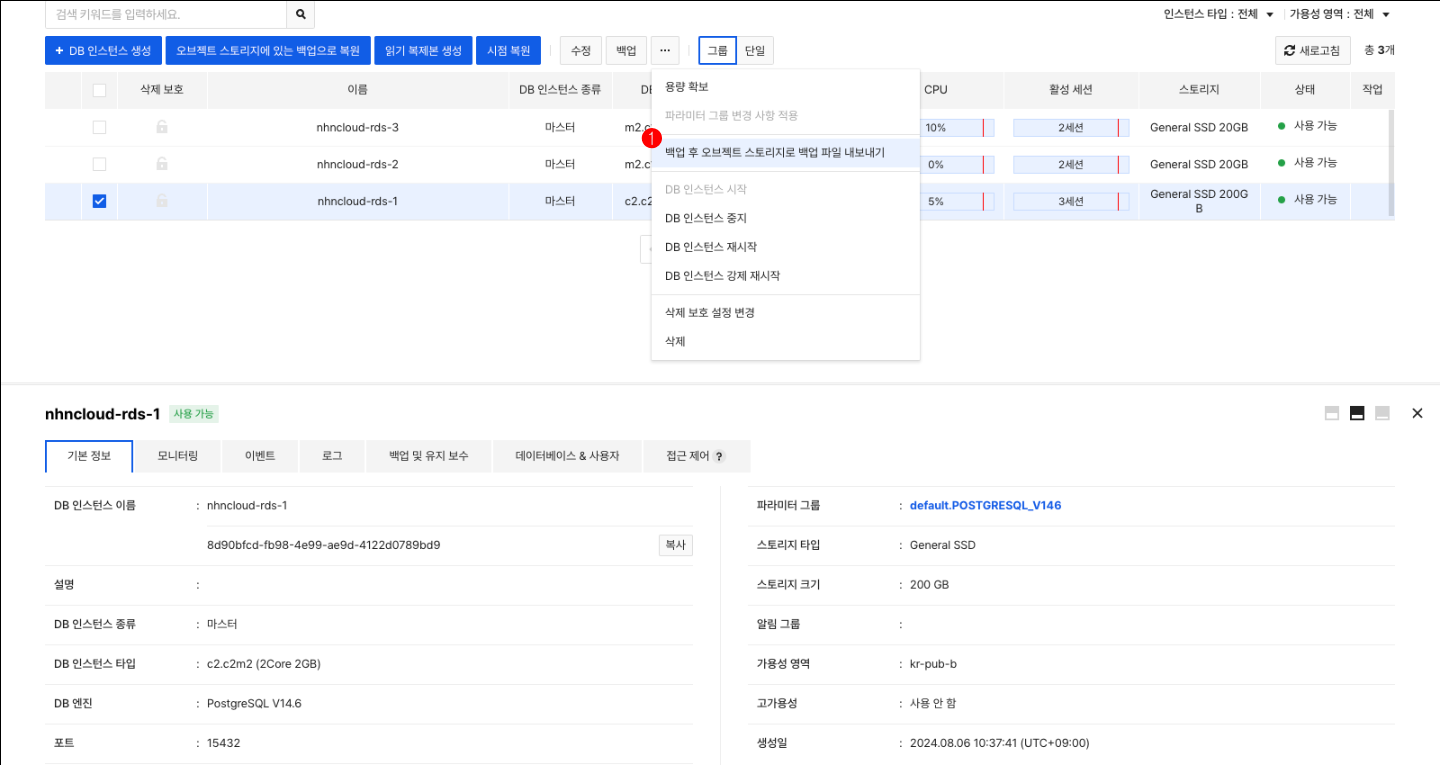 검색 키워드를 입력하세요.
인스턴스 타입 : 전체 가용성 영역 : 전체
+ DB 인스턴스 생성 오브젝트 스토리지에 있는 백업으로 복원 읽기 복제본 생성 시점 복원 수정 백업 ... 그룹 단일 새로고침 총 3개
삭제 보호 이름 DB 인스턴스 종류 CPU 활성 세션 스토리지 상태 작업
nhncloud-rds-3 마스터 10% 2세션 General SSD 20GB 사용 가능
nhncloud-rds-2 마스터 0% 2세션 General SSD 20GB 사용 가능
nhncloud-rds-1 마스터 5% 3세션 General SSD 200G
B 사용 가능
용량 확보
파라미터 그룹 변경 사항 적용
1
백업 후 오브젝트 스토리지로 백업 파일 내보내기
DB 인스턴스 시작
DB 인스턴스 중지
DB 인스턴스 재시작
DB 인스턴스 강제 재시작
삭제 보호 설정 변경
삭제
nhncloud-rds-1 사용 가능
기본 정보 모니터링 이벤트 로그 백업 및 유지 보수 데이터베이스 & 사용자 접근 제어 ?
DB 인스턴스 이름 : nhncloud-rds-1
8d90bfcd-fb98-4e99-ae9d-4122d0789bd9 복사
설명 :
DB 인스턴스 종류 : 마스터
DB 인스턴스 타입 : c2.c2m2 (2Core 2GB)
DB 엔진 : PostgreSQL V14.6
포트 : 15432
파라미터 그룹 : default.POSTGRESQL_V146
스토리지 타입 : General SSD
스토리지 크기 : 200 GB
알림 그룹 :
가용성 영역 : kr-pub-b
고가용성 : 사용 안 함
생성일 : 2024.08.06 10:37:41 (UTC+09:00)